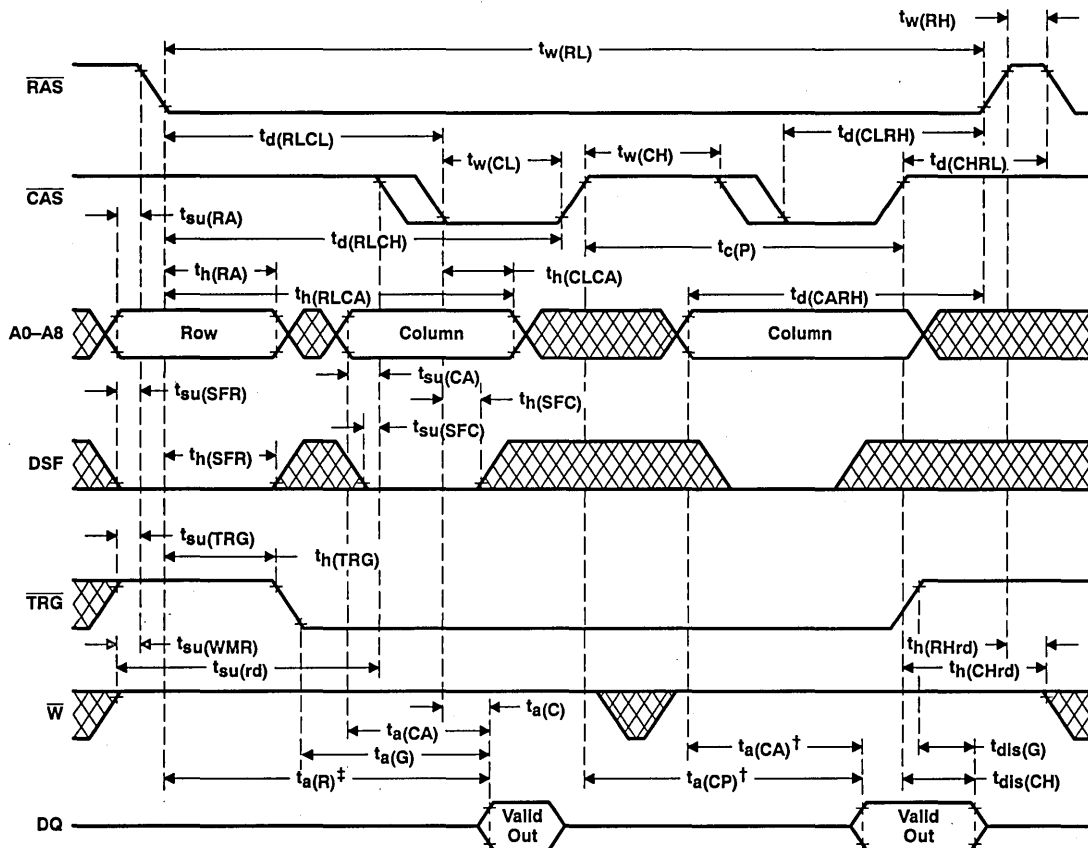 tw(RH)
tw(RL)
RAS
td(RLCL)
td(CLRH)
tw(CL)
tw(CH)
td(CHRL)
CAS
tsu(RA)
td(RLCH)
tc(P)
th(RA)
th(CLCA)
th(RLCA)
td(CARH)
A0–A8
Row
Column
Column
tsu(CA)
tsu(SFR)
th(SFC)
tsu(SFC)
DSF
th(SFR)
tsu(TRG)
th(TRG)
TRG
tsu(WMR)
th(RHrd)
tsu(rd)
th(CHrd)
W
ta(C)
ta(CA)
ta(CA)†
tdis(G)
ta(G)
ta(R)‡
ta(CP)†
tdis(CH)
DQ
Valid Out
Valid Out